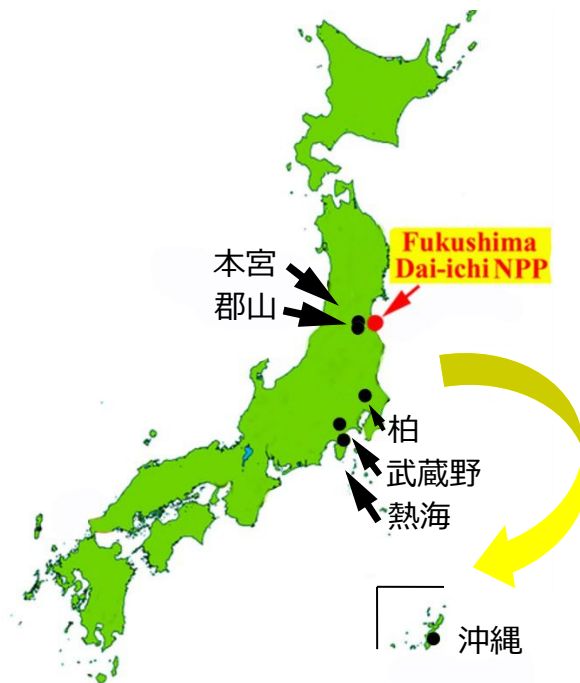 本宮
郡山
Fukushima
Dai-ichi NPP
柏
武蔵野
熱海
沖縄